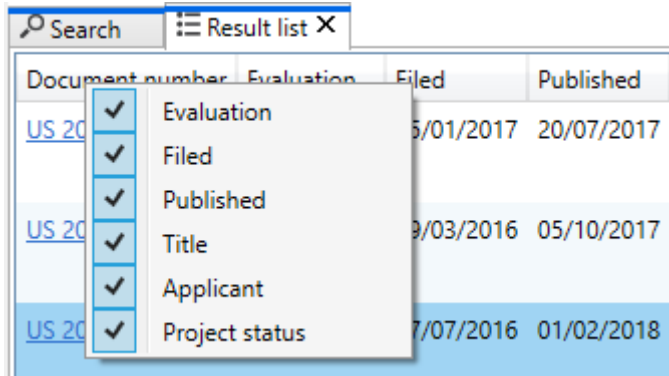 Search
Result list
Document number Evaluation Filed Published
US 20 5/01/2017 20/07/2017
Evaluation
Filed
Published
US 20 9/03/2016 05/10/2017
Title
Applicant
US 20 7/07/2016 01/02/2018
Project status